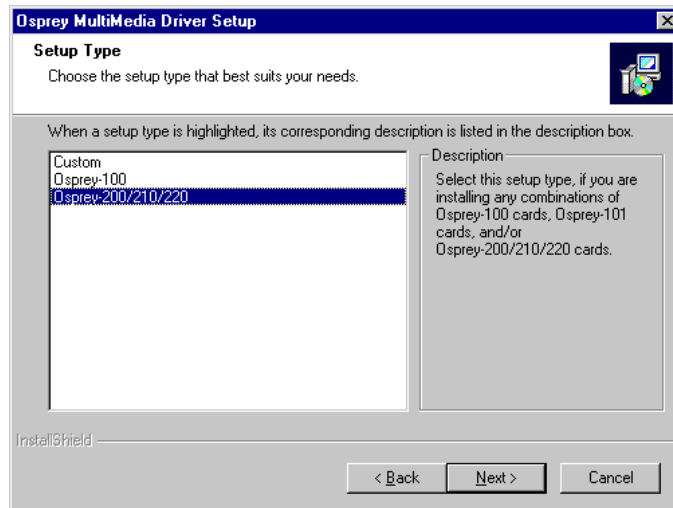 Osprey MultiMedia Driver Setup
Setup Type
Choose the setup type that best suits your needs.
When a setup type is highlighted, its corresponding description is listed in the description box.
Custom
Osprey-100
Osprey-200/210/220
Description
Select this setup type, if you are
installing any combinations of
Osprey-100 cards, Osprey-101
cards, and/or
Osprey-200/210/220 cards.
InstallShield
< Back
Next >
Cancel